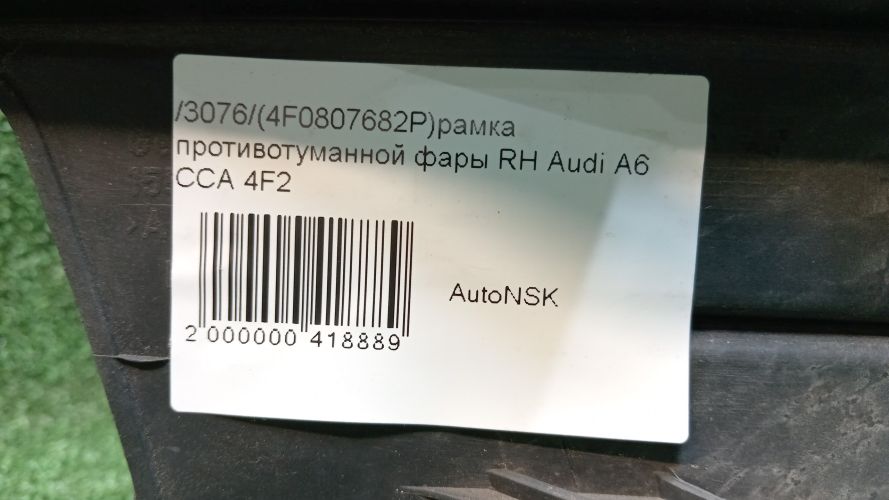 /3076/(4F0807682P)рамка
противотуманной фары RH Audi A6
CCA 4F2
AutoNSK
2 000000 418889